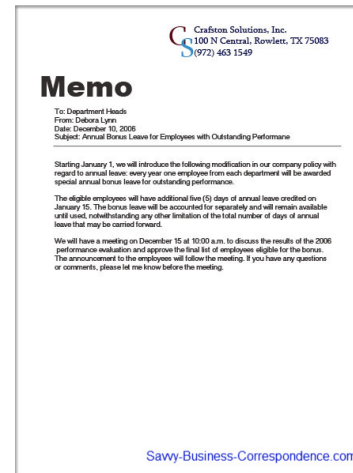 CS
Crafston Solutions, Inc.
100 N Central, Rowlett, TX 75083
(972) 463 1549
Memo
To: Department Heads
From: Debora Lynn
Date: December 10, 2006
Subject: Annual Bonus Leave for Employees with Outstanding Performane
Starting January 1, we will introduce the following modification in our company policy with
regard to annual leave: every year one employee from each department will be awarded
special annual bonus leave for outstanding performance.
The eligible employees will have additional five (5) days of annual leave credited on
January 15. The bonus leave will be accounted for separately and will remain available
until used, notwithstanding any other limitation of the total number of days of annual
leave that may be carried forward.
We will have a meeting on December 15 at 10:00 a.m. to discuss the results of the 2006
performance evaluation and approve the final list of employees eligible for the bonus.
The announcement to the employees will follow the meeting. If you have any questions
or comments, please let me know before the meeting.
Savvy-Business-Correspondence.com